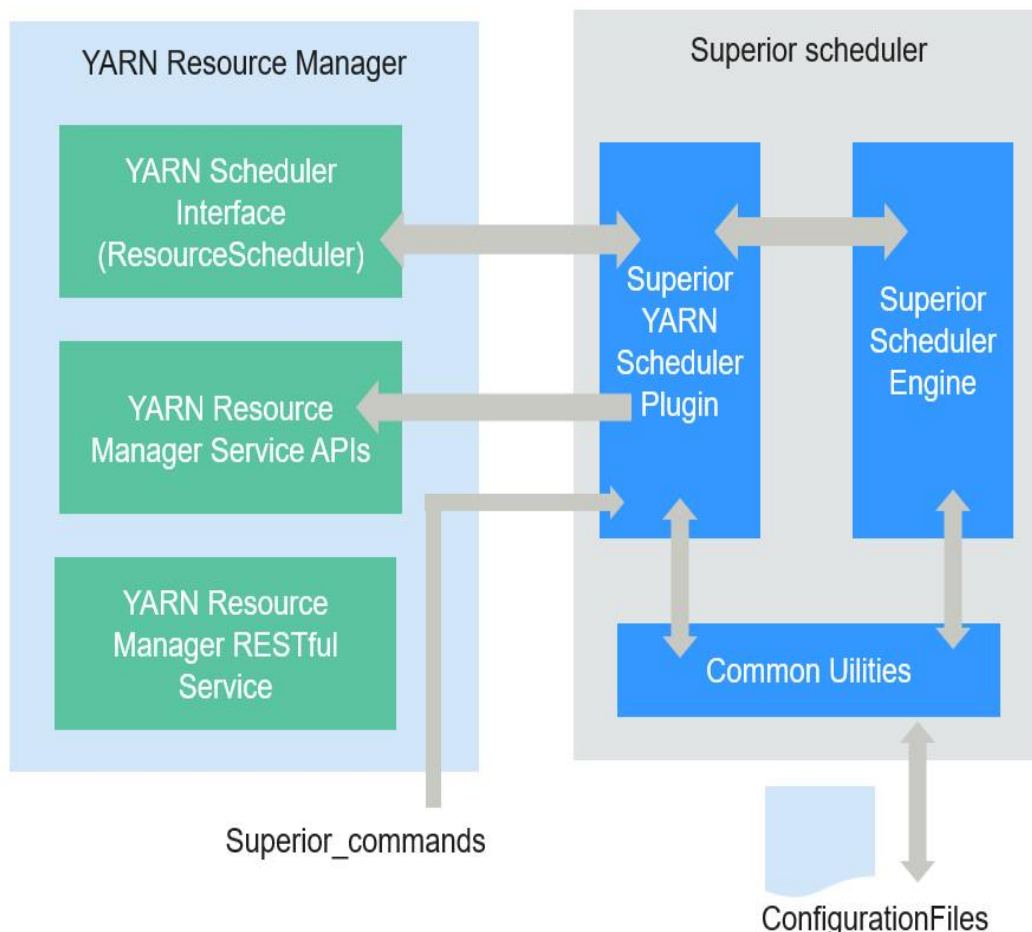 YARN Resource Manager
YARN Scheduler
Interface
(ResourceScheduler)
YARN Resource
Manager Service APIs
YARN Resource
Manager RESTful
Service
Superior_commands
Superior scheduler
Superior
YARN
Scheduler
Plugin
Superior
Scheduler
Engine
Common Uilities
ConfigurationFiles